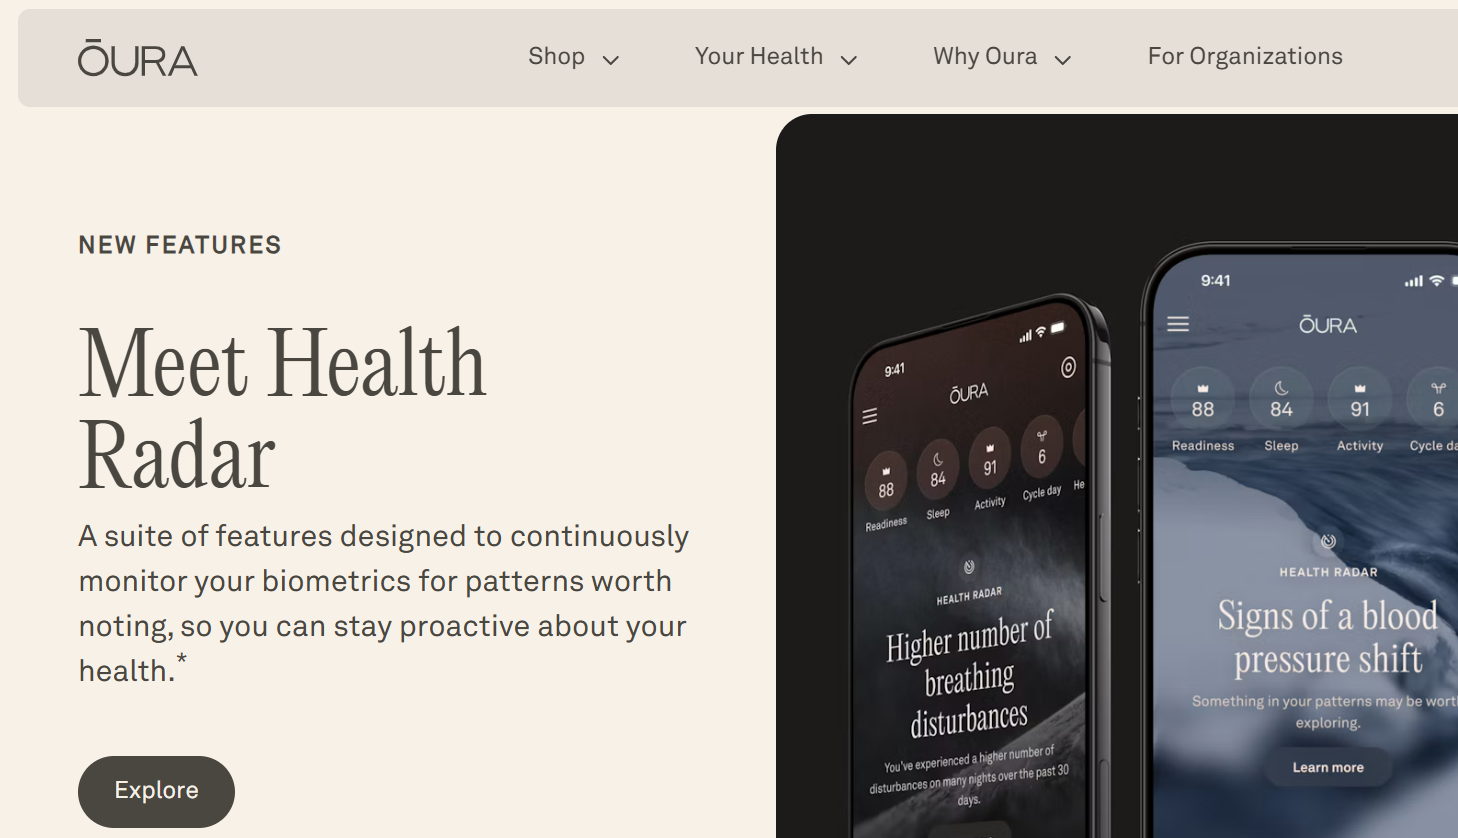 ŌURA
Shop
Your Health
Why Oura
For Organizations
NEW FEATURES
Meet Health
Radar
A suite of features designed to continuously
monitor your biometrics for patterns worth
noting, so you can stay proactive about your
health.*
Explore
9:41
ŌURA
88
84
91
6
Readiness
Sleep
Activity
Cycle day
He
HEALTH RADAR
Higher number of
breathing
disturbances
You've experienced a higher number of
disturbances on many nights over the past 30
days.
9:41
ŌURA
88
84
91
6
Readiness
Sleep
Activity
Cycle da
HEALTH RADAR
Signs of a blood
pressure shift
Something in your patterns may be wort
exploring.
Learn more